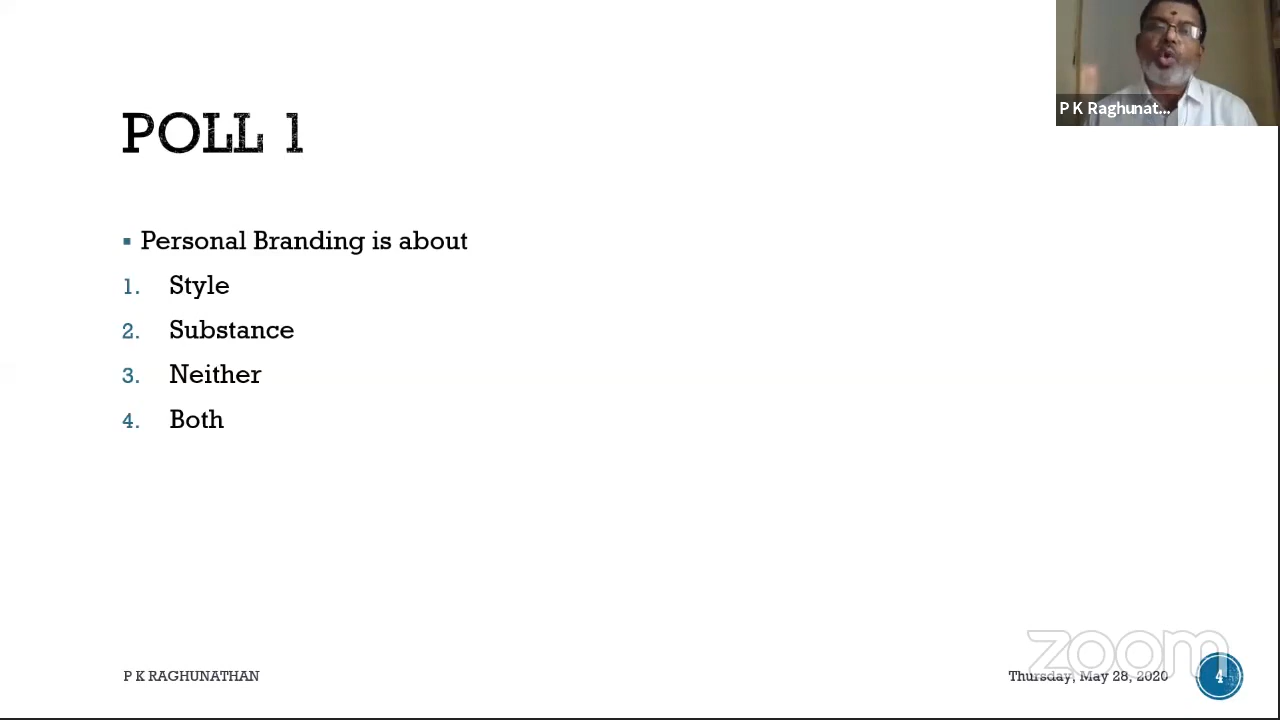 P K Raghunat...
POLL 1
▪ Personal Branding is about
1. Style
2. Substance
3. Neither
4. Both
zoom
P K RAGHUNATHAN
Thursday, May 28, 2020
4